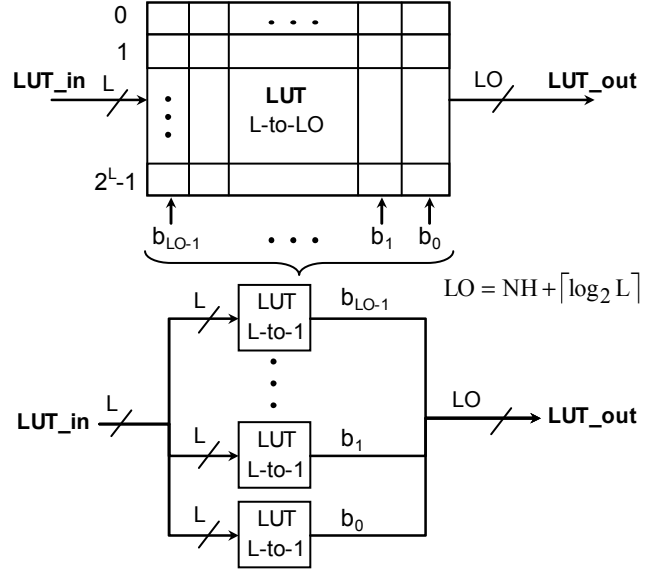 0 . . .
1
LUT_in L LUT LO LUT_out
L-to-LO
2^L-1
b_LO-1 . . . b_1 b_0
LO = NH + ⌈log_2 L⌉
L LUT b_LO-1
L-to-1
LUT_in L LO LUT_out
L LUT b_1
L-to-1
L LUT b_0
L-to-1